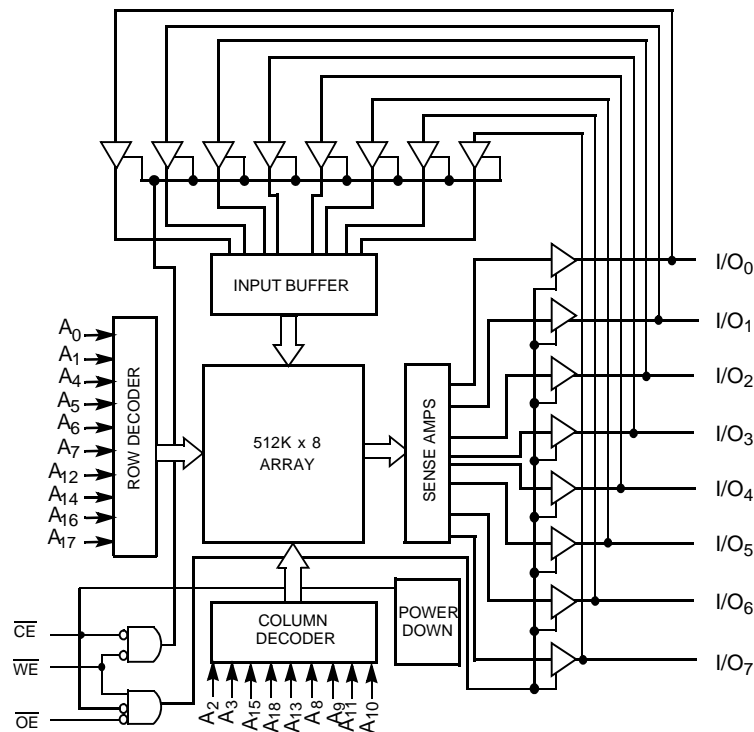 INPUT BUFFER
I/O0
I/O1
I/O2
I/O3
I/O4
I/O5
I/O6
I/O7
A0
A1
A4
A5
A6
A7
A12
A14
A16
A17
ROW DECODER
512K x 8
ARRAY
SENSE AMPS
COLUMN
DECODER
POWER
DOWN
CE
WE
OE
A2
A3
A15
A18
A13
A8
A9
A11
A10